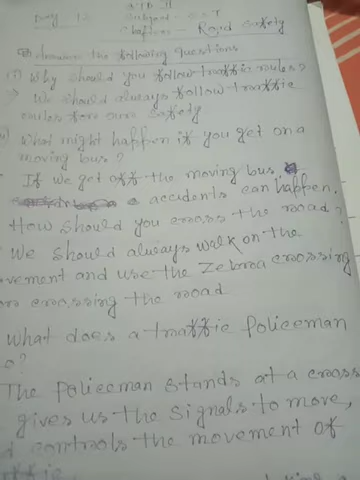 STD II
Day 1 Subject - S.S.T
Chapter - Road safety
Answer the following questions
(i) Why should you follow traffic rules?
We should always follow traffic
rules for our safety.
What might happen if you get on a
moving bus?
If we get off the moving bus,
accidents can happen.
How should you cross the road?
We should always walk on the
vement and use the Zebra crossing
crossing the road
What does a traffic policeman
o?
The policeman stands at a cross
gives us the signals to move,
controls the movement of